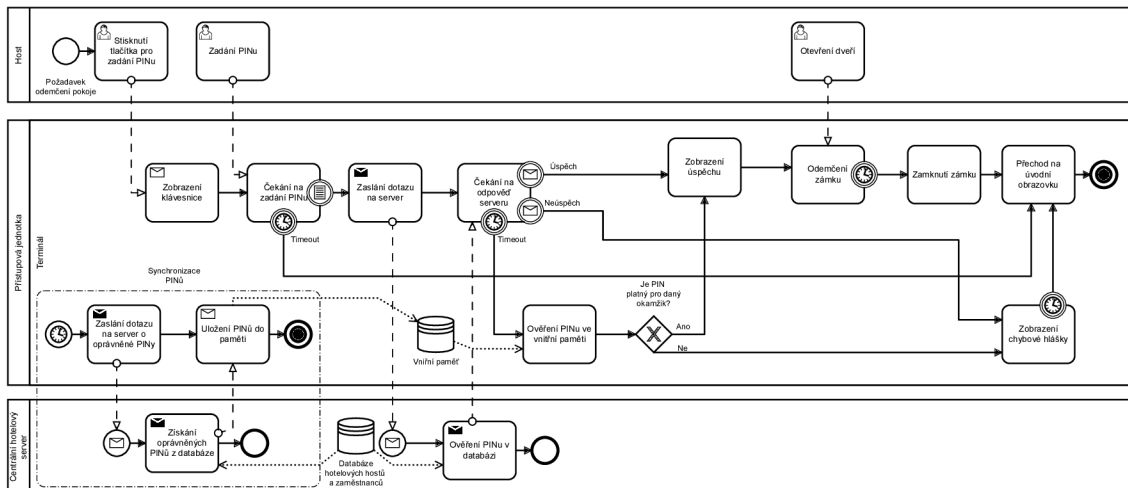 Host
Požadavek
odemčení pokoje
Stisknutí
tlačítka pro
zadání PINu
Zadání PINu
Otevření dveří
Přístupová jednotka
Terminál
Zobrazení
klávesnice
Čekání na
zadání PINu
Timeout
Zaslání dotazu
na server
Čekání na
odpověď
serveru
Úspěch
Neúspěch
Timeout
Zobrazení
úspěchu
Odemčení
zámku
Zamknutí zámku
Přechod na
úvodní
obrazovku
Synchronizace
PINů
Zaslání dotazu
na server o
oprávněné PINy
Uložení PINů do
paměti
Vniřní paměť
Ověření PINu ve
vnitřní paměti
Je PIN
platný pro daný
okamžik?
Ano
Ne
Zobrazení
chybové hlášky
Centrální hotelový
server
Získání
oprávněných
PINů z databáze
Databáze
hotelových hostů
a zaměstnanců
Ověření PINu v
databázi